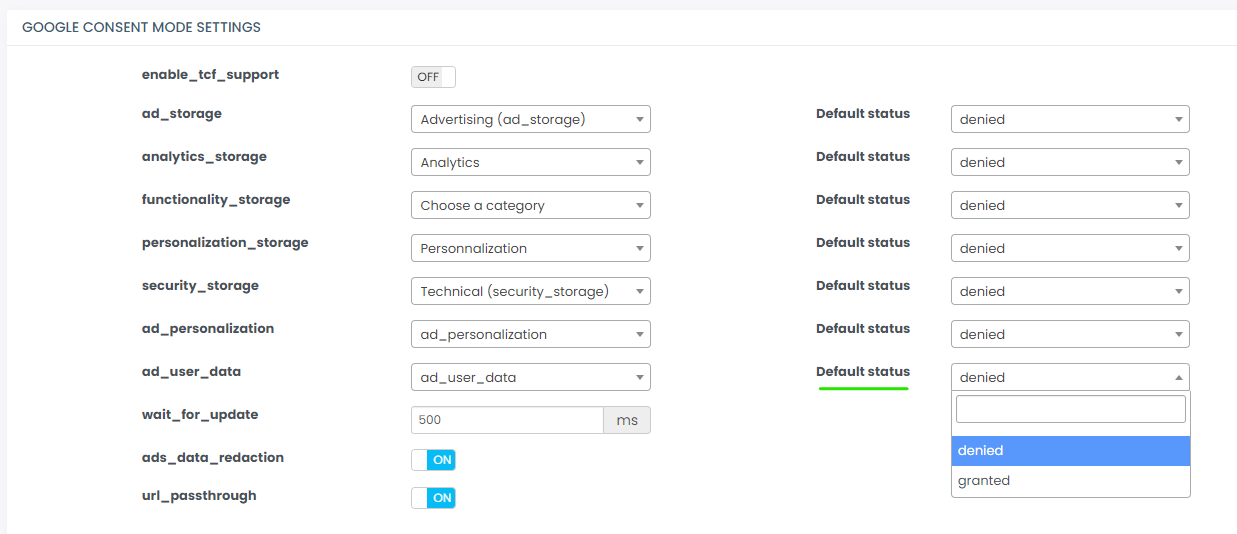 GOOGLE CONSENT MODE SETTINGS
enable_tcf_support OFF
ad_storage Advertising (ad_storage) Default status denied
analytics_storage Analytics Default status denied
functionality_storage Choose a category Default status denied
personalization_storage Personnalization Default status denied
security_storage Technical (security_storage) Default status denied
ad_personalization ad_personalization Default status denied
ad_user_data ad_user_data Default status denied
wait_for_update 500 ms
denied
ads_data_redaction ON
granted
url_passthrough ON